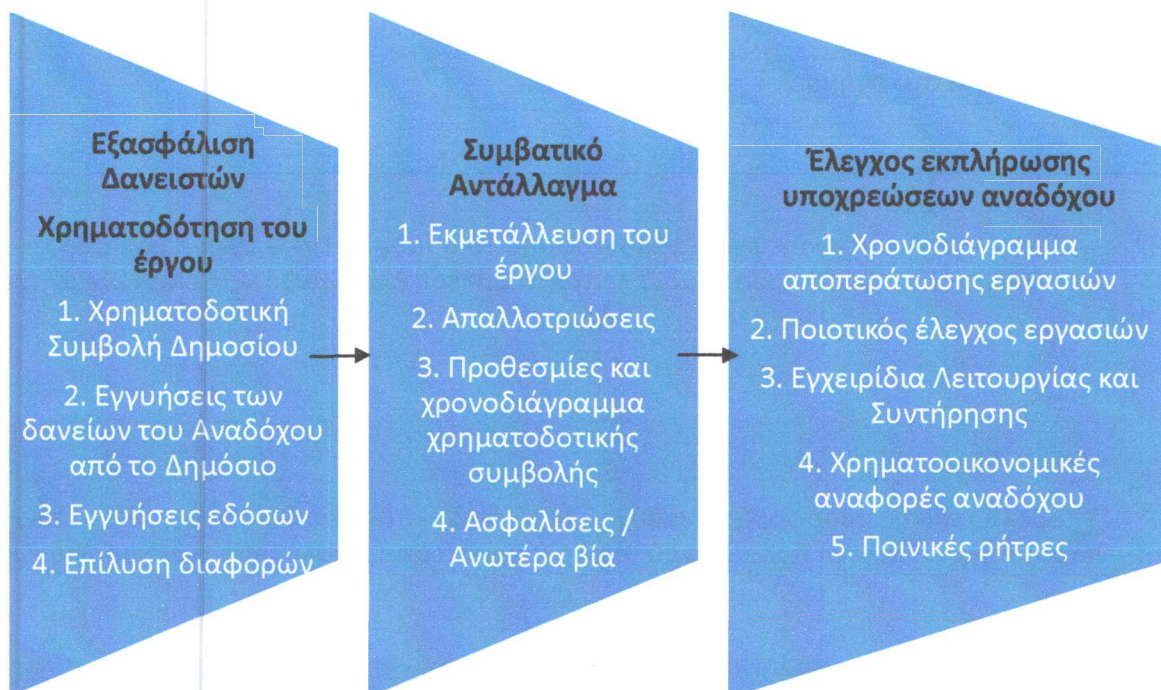 Εξασφάλιση
Δανειστών
Χρηματοδότηση του
έργου
1. Χρηματοδοτική
Συμβολή Δημοσίου
2. Εγγυήσεις των
δανείων του Αναδόχου
από το Δημόσιο
3. Εγγυήσεις εδόσων
4. Επίλυση διαφορών
Συμβατικό
Αντάλλαγμα
1. Εκμετάλλευση του
έργου
2. Απαλλοτριώσεις
3. Προθεσμίες και
χρονοδιάγραμμα
χρηματοδοτικής
συμβολής
4. Ασφαλίσεις /
Ανωτέρα βία
Έλεγχος εκπλήρωσης
υποχρεώσεων αναδόχου
1. Χρονοδιάγραμμα
αποπεράτωσης εργασιών
2. Ποιοτικός έλεγχος εργασιών
3. Εγχειρίδια Λειτουργίας και
Συντήρησης
4. Χρηματοοικονομικές
αναφορές αναδόχου
5. Ποινικές ρήτρες